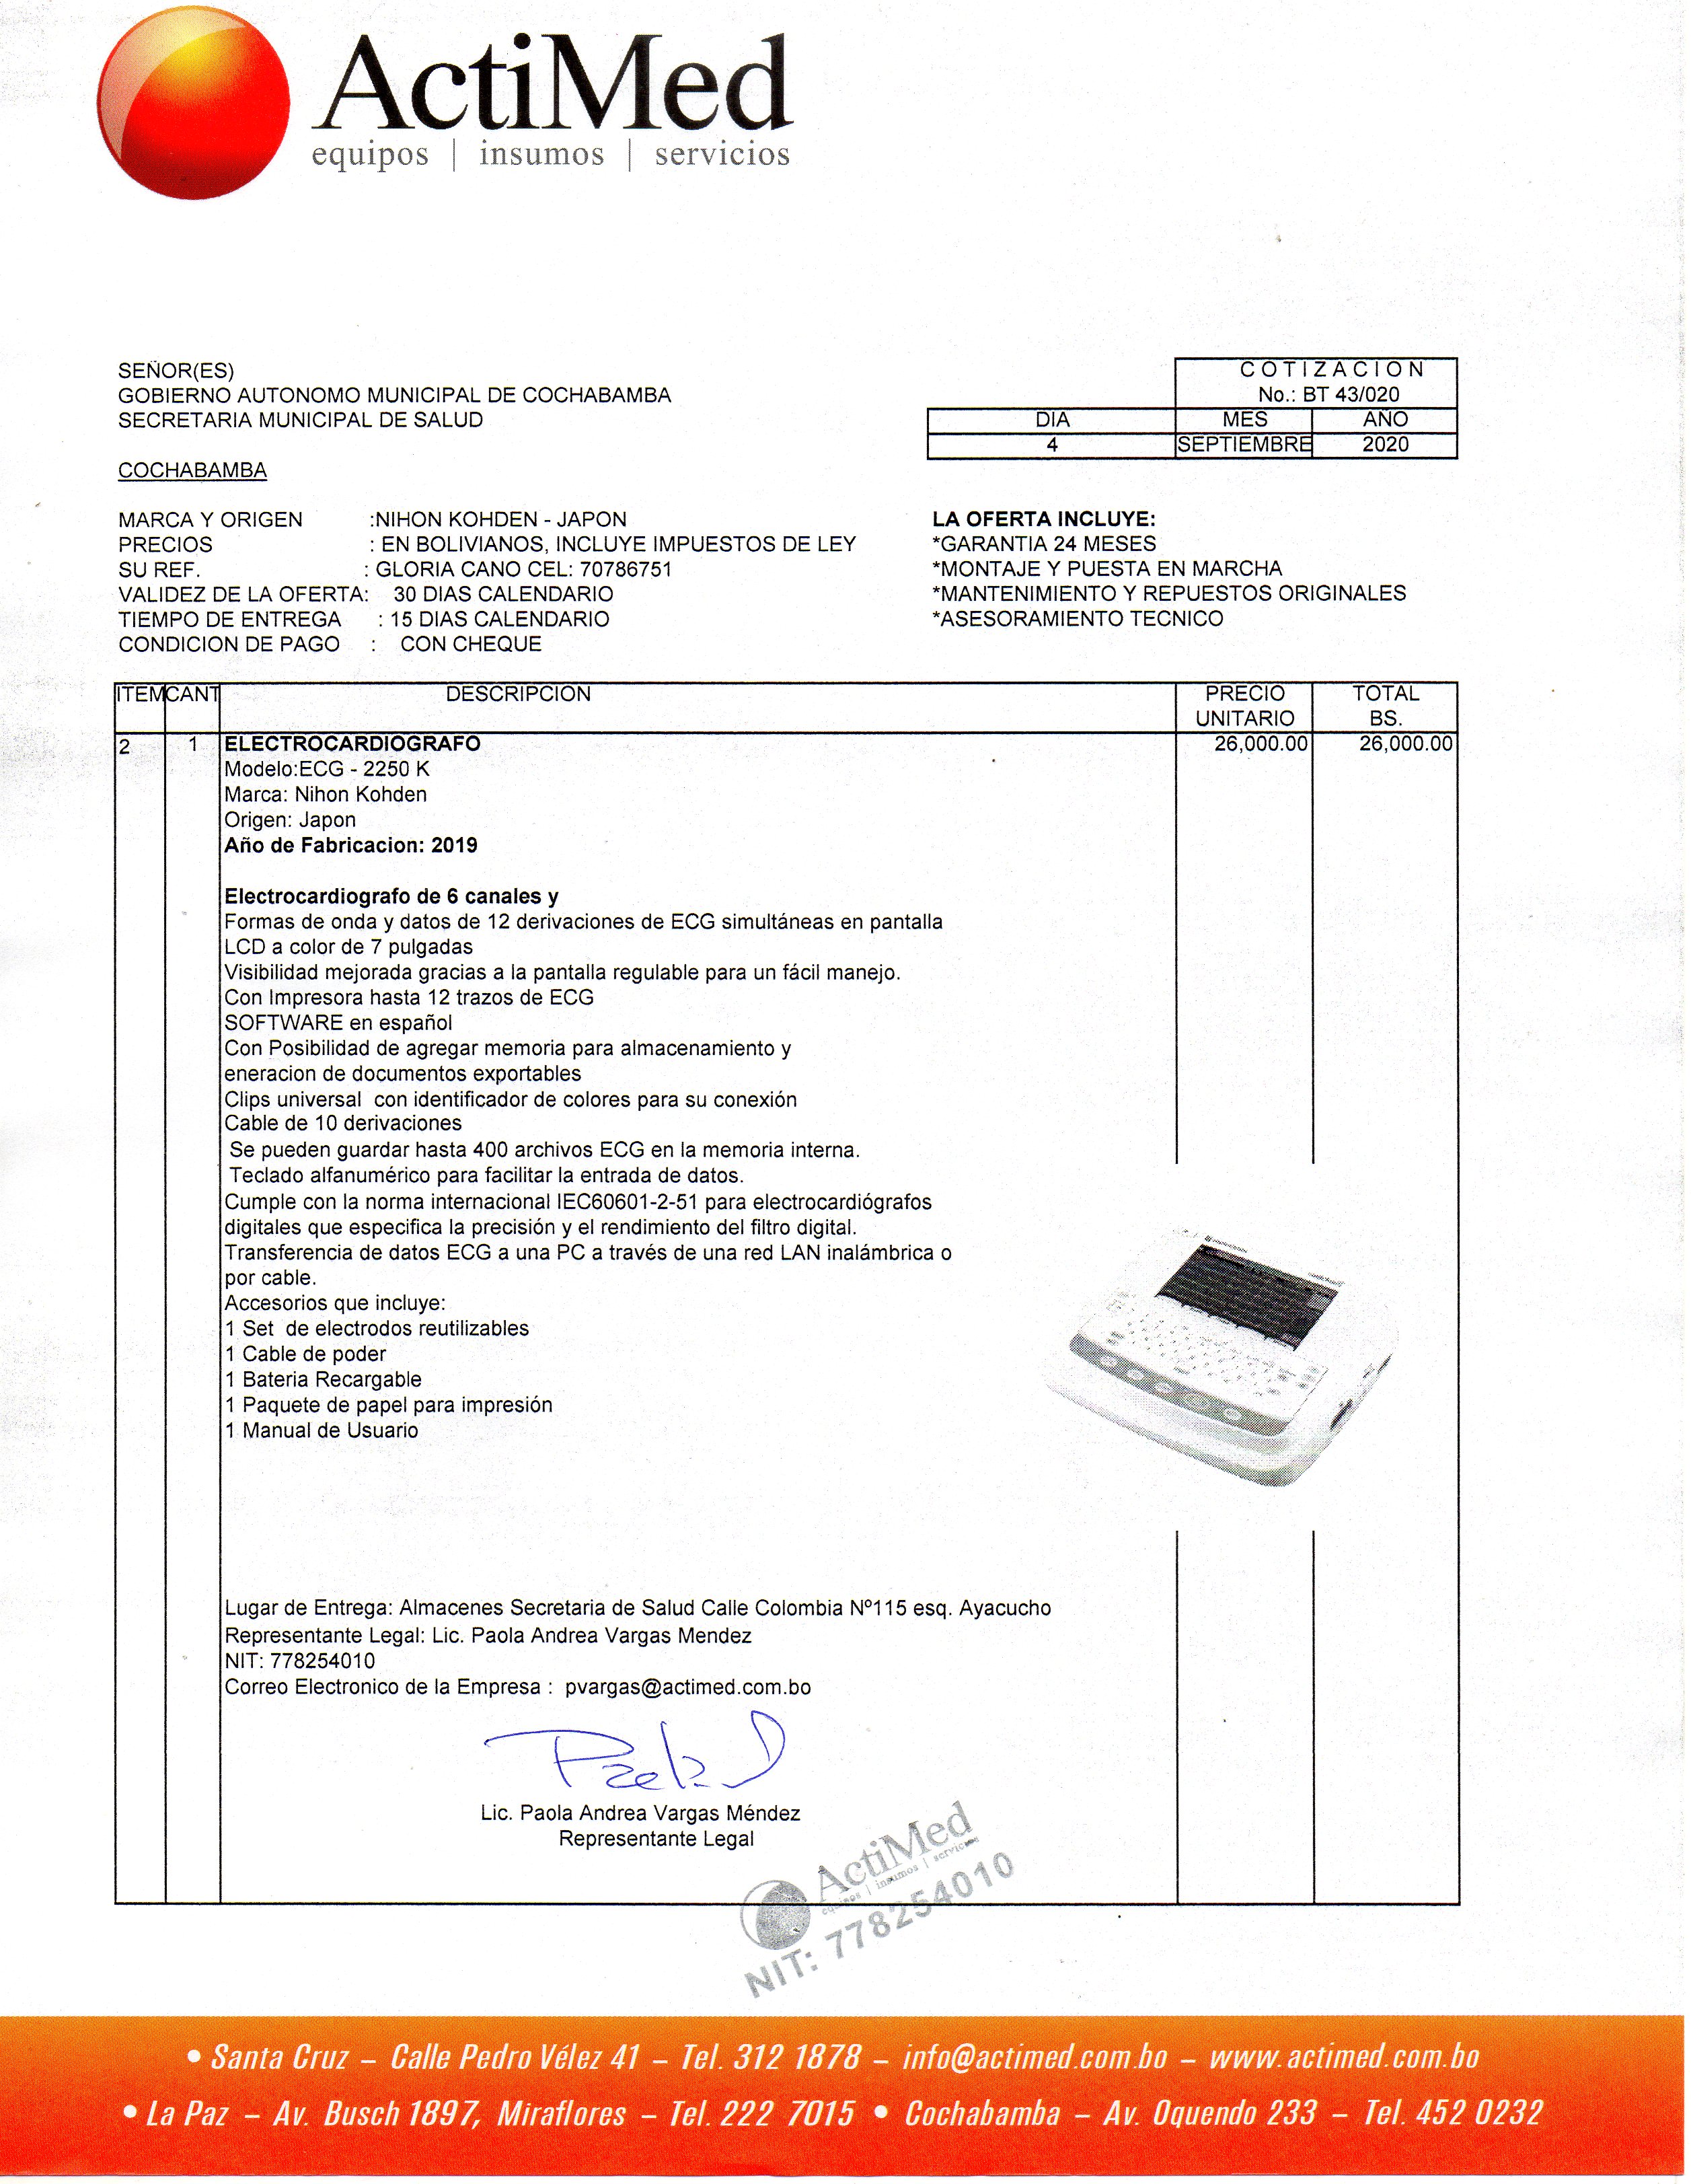 ActiMed
equipos | insumos | servicios
SEÑOR(ES)
GOBIERNO AUTONOMO MUNICIPAL DE COCHABAMBA
SECRETARIA MUNICIPAL DE SALUD
COCHABAMBA
COTIZACION
No.: BT 43/020
DIA MES AÑO
4 SEPTIEMBRE 2020
MARCA Y ORIGEN :NIHON KOHDEN - JAPON
PRECIOS : EN BOLIVIANOS, INCLUYE IMPUESTOS DE LEY
SU REF. : GLORIA CANO CEL: 70786751
VALIDEZ DE LA OFERTA: 30 DIAS CALENDARIO
TIEMPO DE ENTREGA : 15 DIAS CALENDARIO
CONDICION DE PAGO : CON CHEQUE
LA OFERTA INCLUYE:
*GARANTIA 24 MESES
*MONTAJE Y PUESTA EN MARCHA
*MANTENIMIENTO Y REPUESTOS ORIGINALES
*ASESORAMIENTO TECNICO
ITEM CANT DESCRIPCION PRECIO UNITARIO TOTAL BS.
2 1 ELECTROCARDIOGRAFO 26,000.00 26,000.00
Modelo:ECG - 2250 K
Marca: Nihon Kohden
Origen: Japon
Año de Fabricacion: 2019
Electrocardiografo de 6 canales y
Formas de onda y datos de 12 derivaciones de ECG simultáneas en pantalla
LCD a color de 7 pulgadas
Visibilidad mejorada gracias a la pantalla regulable para un fácil manejo.
Con Impresora hasta 12 trazos de ECG
SOFTWARE en español
Con Posibilidad de agregar memoria para almacenamiento y
eneracion de documentos exportables
Clips universal con identificador de colores para su conexión
Cable de 10 derivaciones
Se pueden guardar hasta 400 archivos ECG en la memoria interna.
Teclado alfanumérico para facilitar la entrada de datos.
Cumple con la norma internacional IEC60601-2-51 para electrocardiógrafos
digitales que especifica la precisión y el rendimiento del filtro digital.
Transferencia de datos ECG a una PC a través de una red LAN inalámbrica o
por cable.
Accesorios que incluye:
1 Set de electrodos reutilizables
1 Cable de poder
1 Bateria Recargable
1 Paquete de papel para impresión
1 Manual de Usuario
Lugar de Entrega: Almacenes Secretaria de Salud Calle Colombia Nº115 esq. Ayacucho
Representante Legal: Lic. Paola Andrea Vargas Mendez
NIT: 778254010
Correo Electronico de la Empresa : pvargas@actimed.com.bo
Lic. Paola Andrea Vargas Méndez
Representante Legal
ActiMed
equipos | insumos | servicios
NIT: 778254010
• Santa Cruz – Calle Pedro Vélez 41 – Tel. 312 1878 – info@actimed.com.bo – www.actimed.com.bo
• La Paz – Av. Busch 1897, Miraflores – Tel. 222 7015 • Cochabamba – Av. Oquendo 233 – Tel. 452 0232